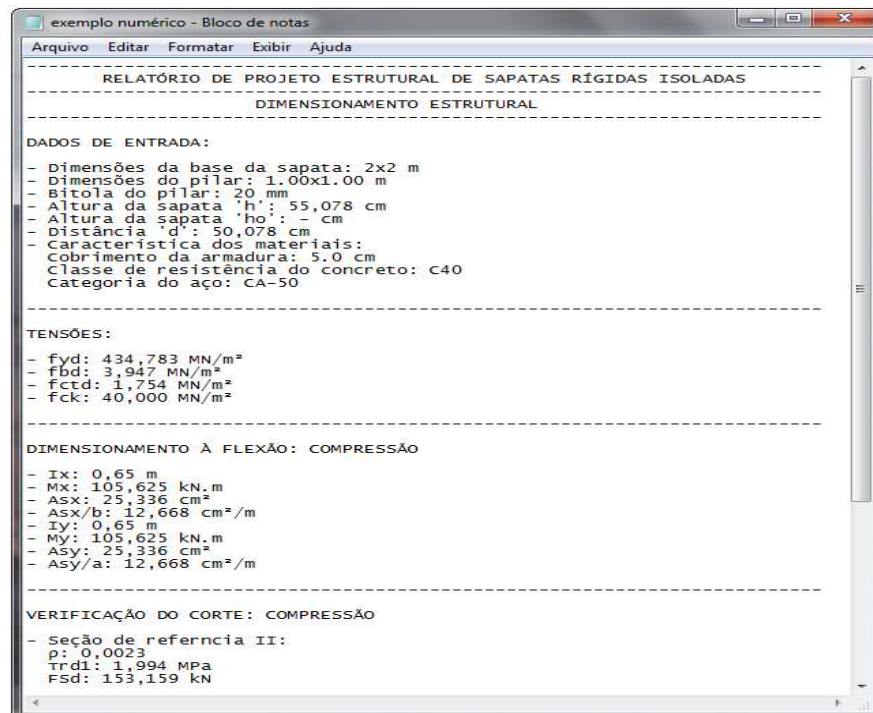 exemplo numérico - Bloco de notas
Arquivo Editar Formatar Exibir Ajuda
--------------------------------------------------------------------------
RELATÓRIO DE PROJETO ESTRUTURAL DE SAPATAS RÍGIDAS ISOLADAS
--------------------------------------------------------------------------
DIMENSIONAMENTO ESTRUTURAL
--------------------------------------------------------------------------
DADOS DE ENTRADA:
- Dimensões da base da sapata: 2x2 m
- Dimensões do pilar: 1.00x1.00 m
- Bitola do pilar: 20 mm
- Altura da sapata 'h': 55,078 cm
- Altura da sapata 'ho': - cm
- Distância 'd': 50,078 cm
- Característica dos materiais:
Cobrimento da armadura: 5.0 cm
Classe de resistência do concreto: C40
Categoria do aço: CA-50
--------------------------------------------------------------------------
TENSÕES:
- fyd: 434,783 MN/m²
- fbd: 3,947 MN/m²
- fctd: 1,754 MN/m²
- fck: 40,000 MN/m²
--------------------------------------------------------------------------
DIMENSIONAMENTO À FLEXÃO: COMPRESSÃO
- Ix: 0,65 m
- Mx: 105,625 kN.m
- Asx: 25,336 cm²
- Asx/b: 12,668 cm²/m
- Iy: 0,65 m
- My: 105,625 kN.m
- Asy: 25,336 cm²
- Asy/a: 12,668 cm²/m
--------------------------------------------------------------------------
VERIFICAÇÃO DO CORTE: COMPRESSÃO
- Seção de referncia II:
ρ: 0,0023
Trd1: 1,994 MPa
FSd: 153,159 kN